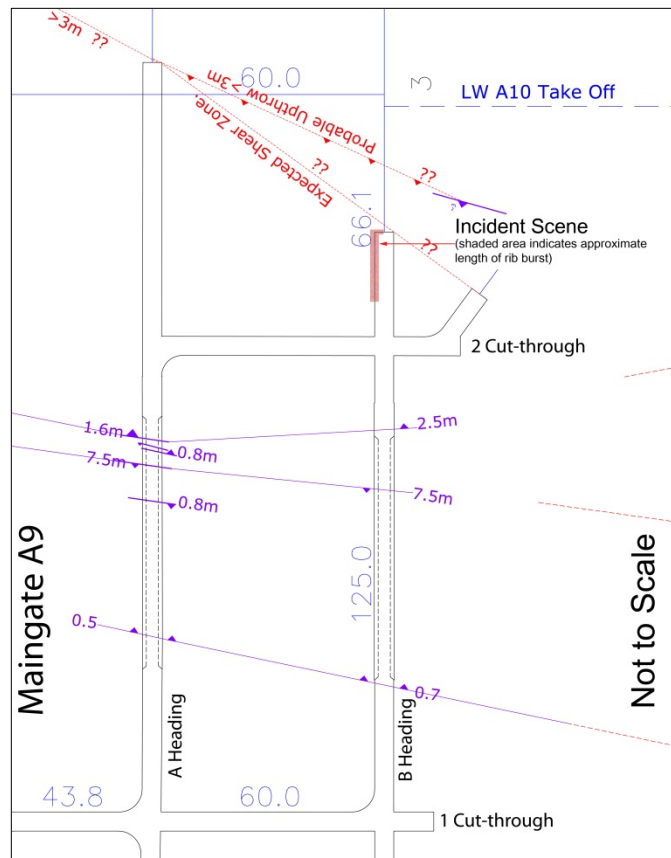 <3m ??
60.0
3
LW A10 Take Off
Probable Upthrow >3m
??
Expected Shear Zone.
??
?
66.1
??
Incident Scene
(shaded area indicates approximate
length of rib burst)
2 Cut-through
1.6m
0.8m
2.5m
7.5m
7.5m
0.8m
Maingate A9
125.0
Not to Scale
0.5
0.7
A Heading
B Heading
43.8
60.0
1 Cut-through